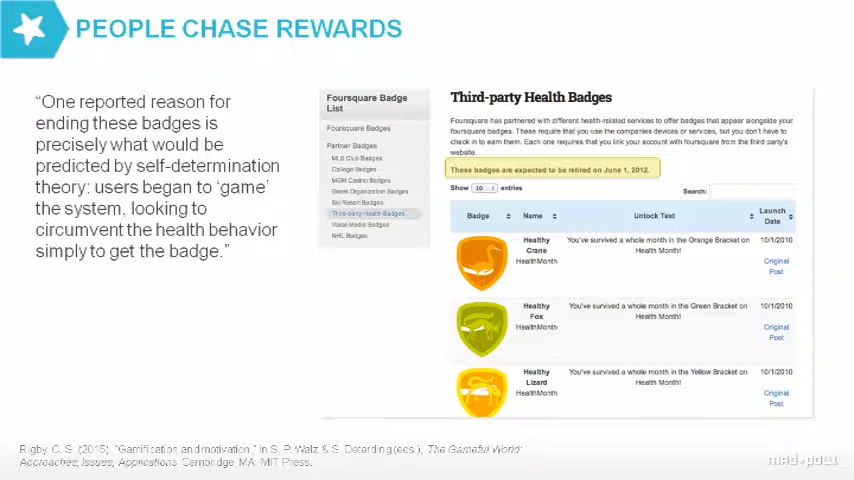 PEOPLE CHASE REWARDS
“One reported reason for
ending these badges is
precisely what would be
predicted by self-determination
theory: users began to ‘game’
the system, looking to
circumvent the health behavior
simply to get the badge.”
Foursquare Badge
List
Foursquare Badges
Partner Badges
MLS Club Badges
College Badges
MGM Casino Badges
Greek Organization Badges
Ski Resort Badges
Third-party Health Badges
Voice Media Badges
NHL Badges
Third-party Health Badges
Foursquare has partnered with different health-related services to offer badges that appear alongside your
foursquare badges. These require that you use the companies devices or services, but you don't have to
check in to earn them. Each one requires that you link your account with foursquare from the third party's
website.
These badges are expected to be retired on June 1, 2012.
Show 10 entries
Search:
Badge Name Unlock Text Launch Date
Healthy Crane
HealthMonth
You've survived a whole month in the Orange Bracket on
Health Month!
10/1/2010
Original
Post
Healthy Fox
HealthMonth
You've survived a whole month in the Green Bracket on
Health Month!
10/1/2010
Original
Post
Healthy Lizard
HealthMonth
You've survived a whole month in the Yellow Bracket on
Health Month!
10/1/2010
Original
Post
Rigby, C. S. (2015), “Gamification and motivation,” in S. P. Walz & S. Deterding (eds.), The Gameful World:
Approaches, Issues, Applications. Cambridge, MA: MIT Press.
mad*pow